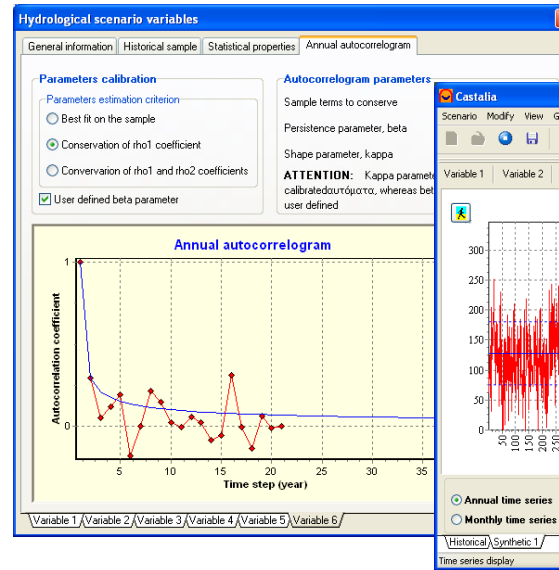 Hydrological scenario variables
General information Historical sample Statistical properties Annual autocorrelogram
Parameters calibration
Parameters estimation criterion
Best fit on the sample
Conservation of rho1 coefficient
Convervation of rho1 and rho2 coefficients
User defined beta parameter
Autocorrelogram parameters
Sample terms to conserve
Persistence parameter, beta
Shape parameter, kappa
ATTENTION: Kappa paramete
calibratedαυτόματα, whereas bet
user defined
Annual autocorrelogram
Autocorrelation coefficient
1
0
5 10 15 20 25 30 35
Time step (year)
Variable 1 Variable 2 Variable 3 Variable 4 Variable 5 Variable 6
Castalia
Scenario Modify View G
Variable 1 Variable 2
300
250
200
150
100
50
0
50 100 150 200 250
Annual time series
Monthly time series
Historical Synthetic 1
Time series display